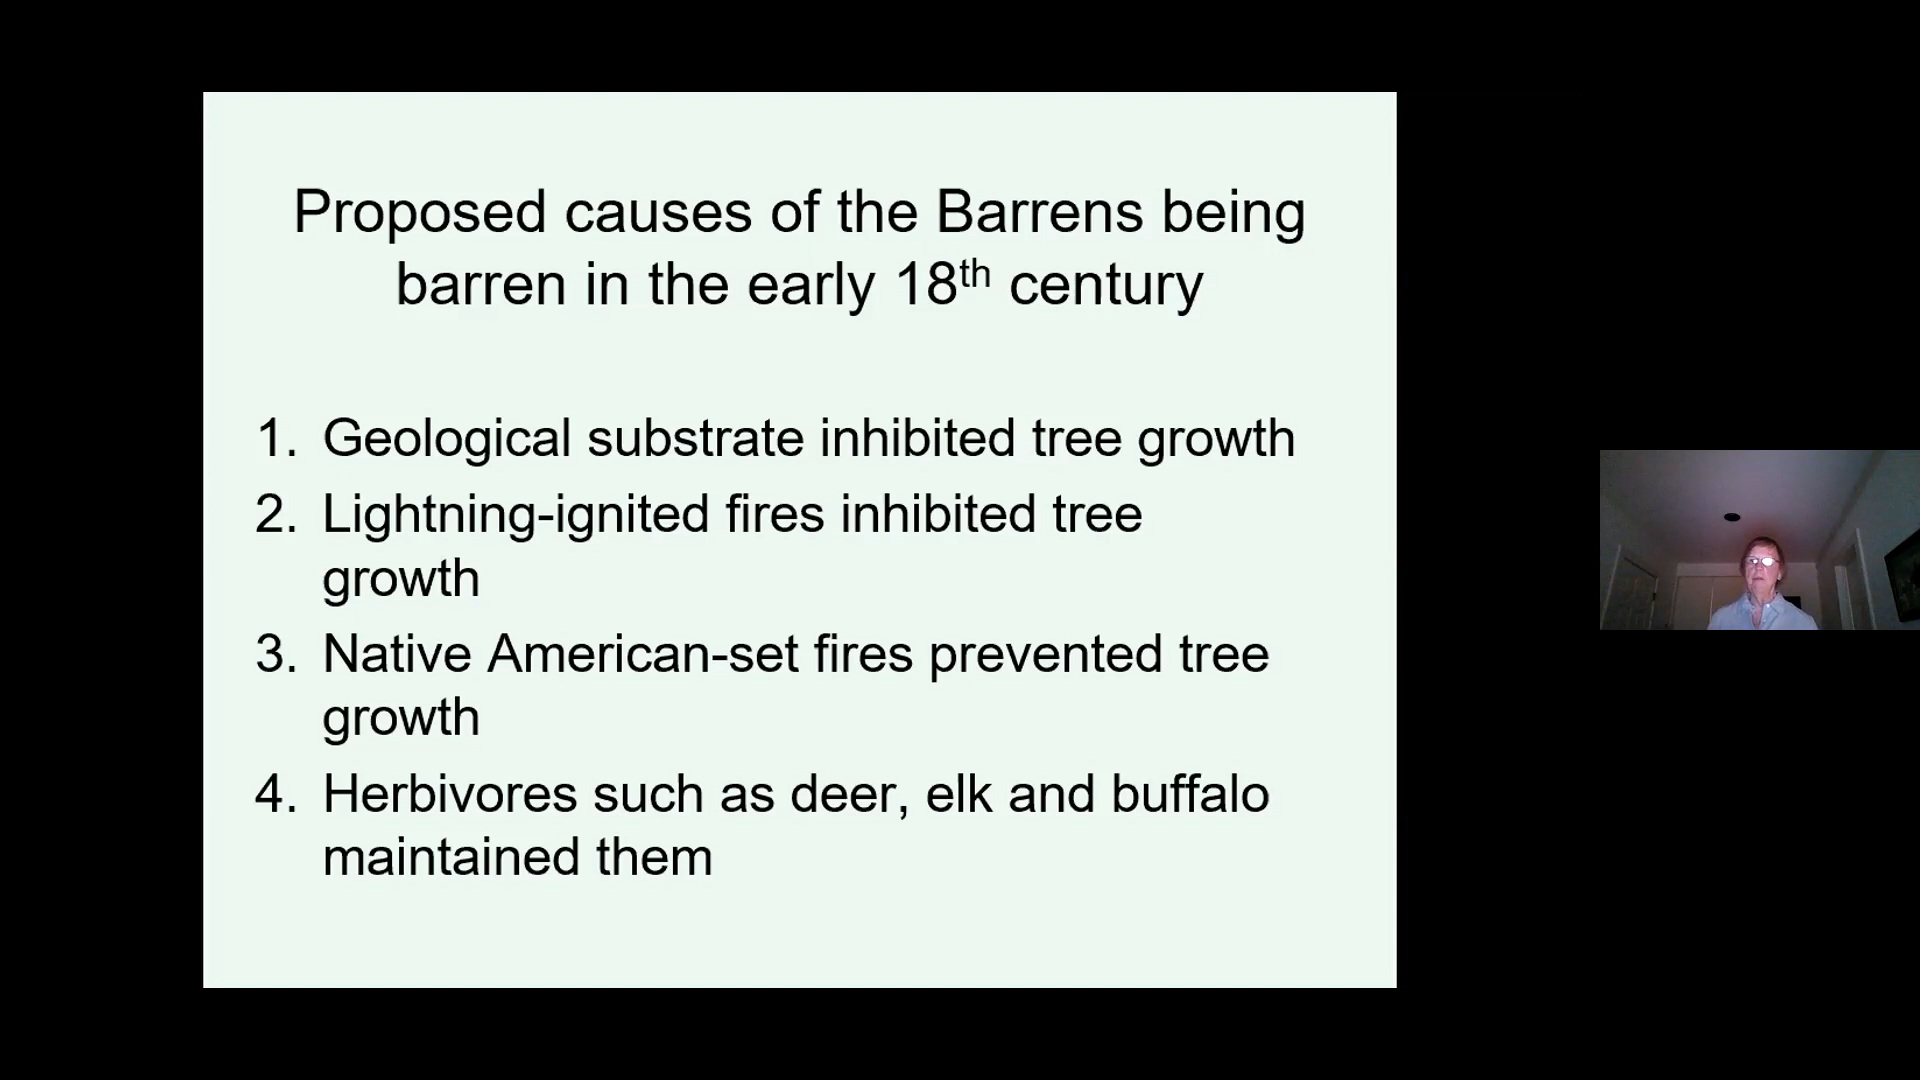 Proposed causes of the Barrens being
barren in the early 18th century
1. Geological substrate inhibited tree growth
2. Lightning-ignited fires inhibited tree
growth
3. Native American-set fires prevented tree
growth
4. Herbivores such as deer, elk and buffalo
maintained them